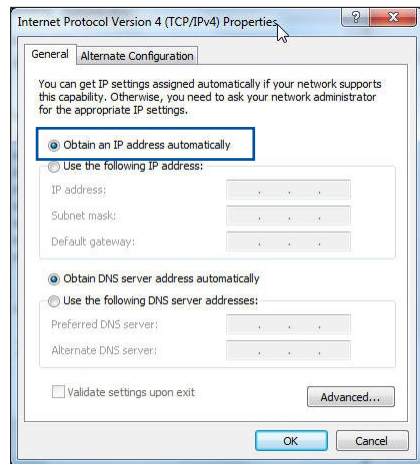 Internet Protocol Version 4 (TCP/IPv4) Properties
General
Alternate Configuration
You can get IP settings assigned automatically if your network supports
this capability. Otherwise, you need to ask your network administrator
for the appropriate IP settings.
Obtain an IP address automatically
Use the following IP address:
IP address:
Subnet mask:
Default gateway:
Obtain DNS server address automatically
Use the following DNS server addresses:
Preferred DNS server:
Alternate DNS server:
Validate settings upon exit
Advanced...
OK
Cancel